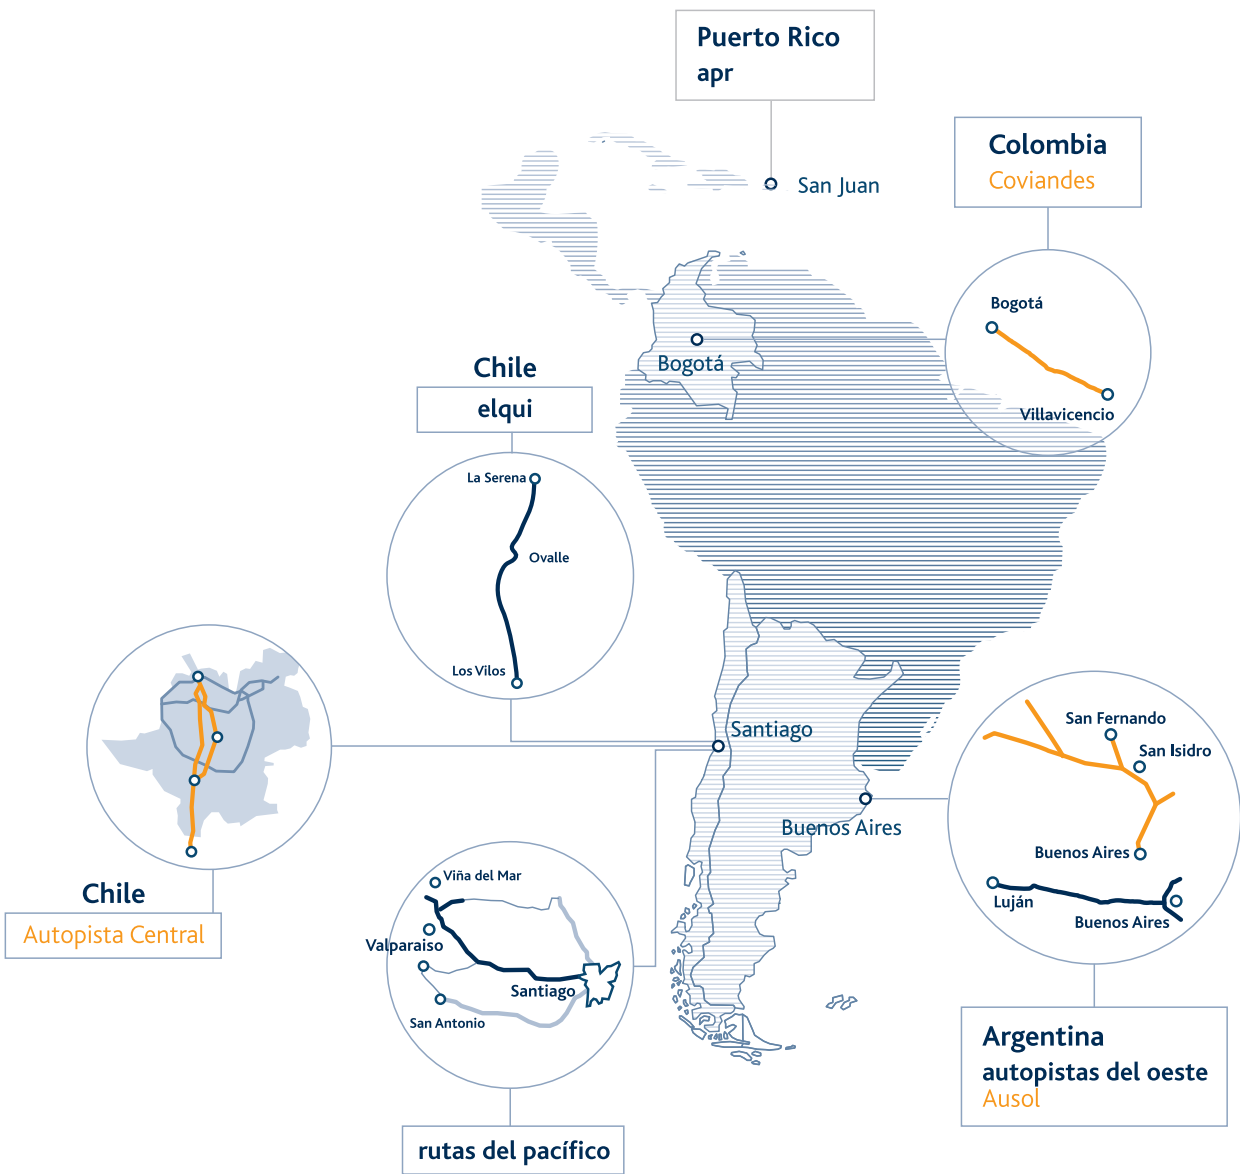 Puerto Rico
apr
San Juan
Colombia
Coviandes
Bogotá
Villavicencio
Bogotá
Chile
elqui
La Serena
Ovalle
Los Vilos
Santiago
Buenos Aires
San Fernando
San Isidro
Buenos Aires
Luján
Buenos Aires
Chile
Autopista Central
Viña del Mar
Valparaiso
Santiago
San Antonio
rutas del pacífico
Argentina
autopistas del oeste
Ausol